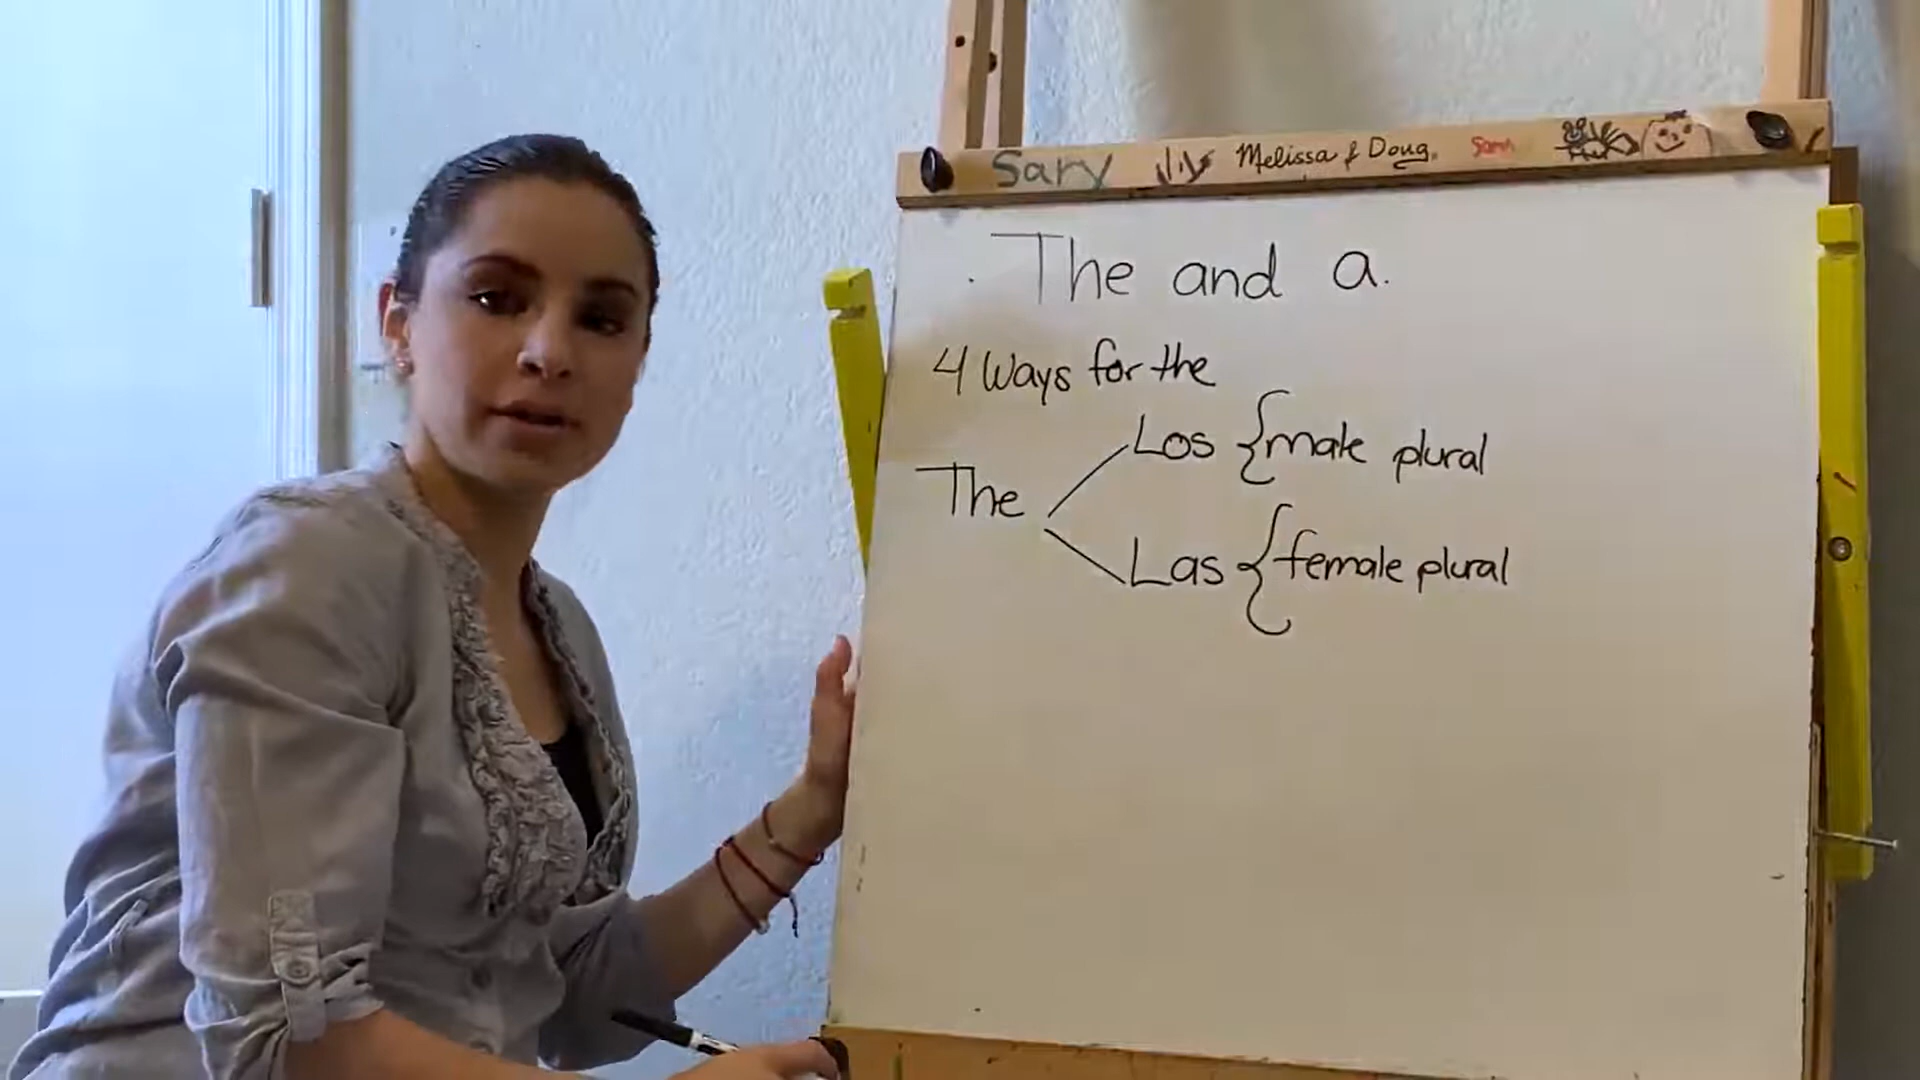 Sary Melissa & Doug. Sam
The and a.
4 Ways for the
Los { male plural
The
Las { female plural